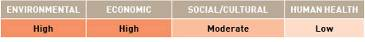 ENVIRONMENTAL ECONOMIC SOCIAL/CULTURAL HUMAN HEALTH
High High Moderate Low